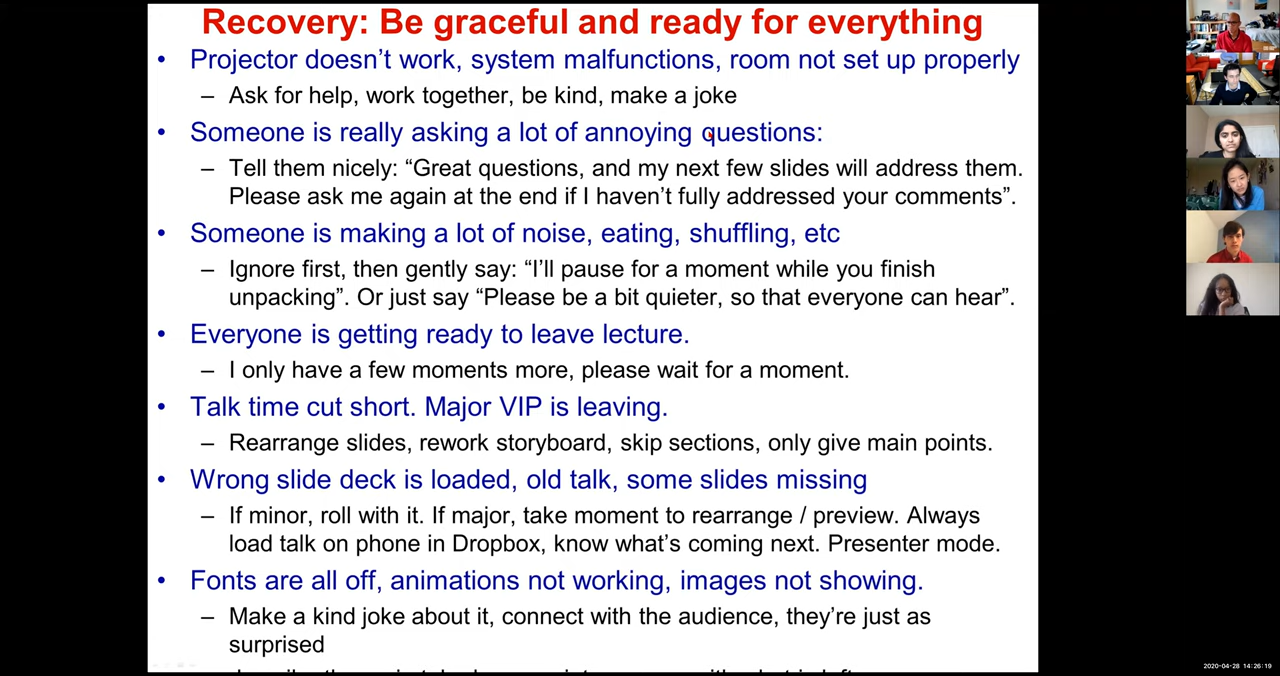 Recovery: Be graceful and ready for everything
• Projector doesn't work, system malfunctions, room not set up properly
– Ask for help, work together, be kind, make a joke
• Someone is really asking a lot of annoying questions:
– Tell them nicely: “Great questions, and my next few slides will address them.
Please ask me again at the end if I haven't fully addressed your comments”.
• Someone is making a lot of noise, eating, shuffling, etc
– Ignore first, then gently say: “I'll pause for a moment while you finish
unpacking”. Or just say “Please be a bit quieter, so that everyone can hear”.
• Everyone is getting ready to leave lecture.
– I only have a few moments more, please wait for a moment.
• Talk time cut short. Major VIP is leaving.
– Rearrange slides, rework storyboard, skip sections, only give main points.
• Wrong slide deck is loaded, old talk, some slides missing
– If minor, roll with it. If major, take moment to rearrange / preview. Always
load talk on phone in Dropbox, know what's coming next. Presenter mode.
• Fonts are all off, animations not working, images not showing.
– Make a kind joke about it, connect with the audience, they're just as
surprised
2020-04-28 14:26:19